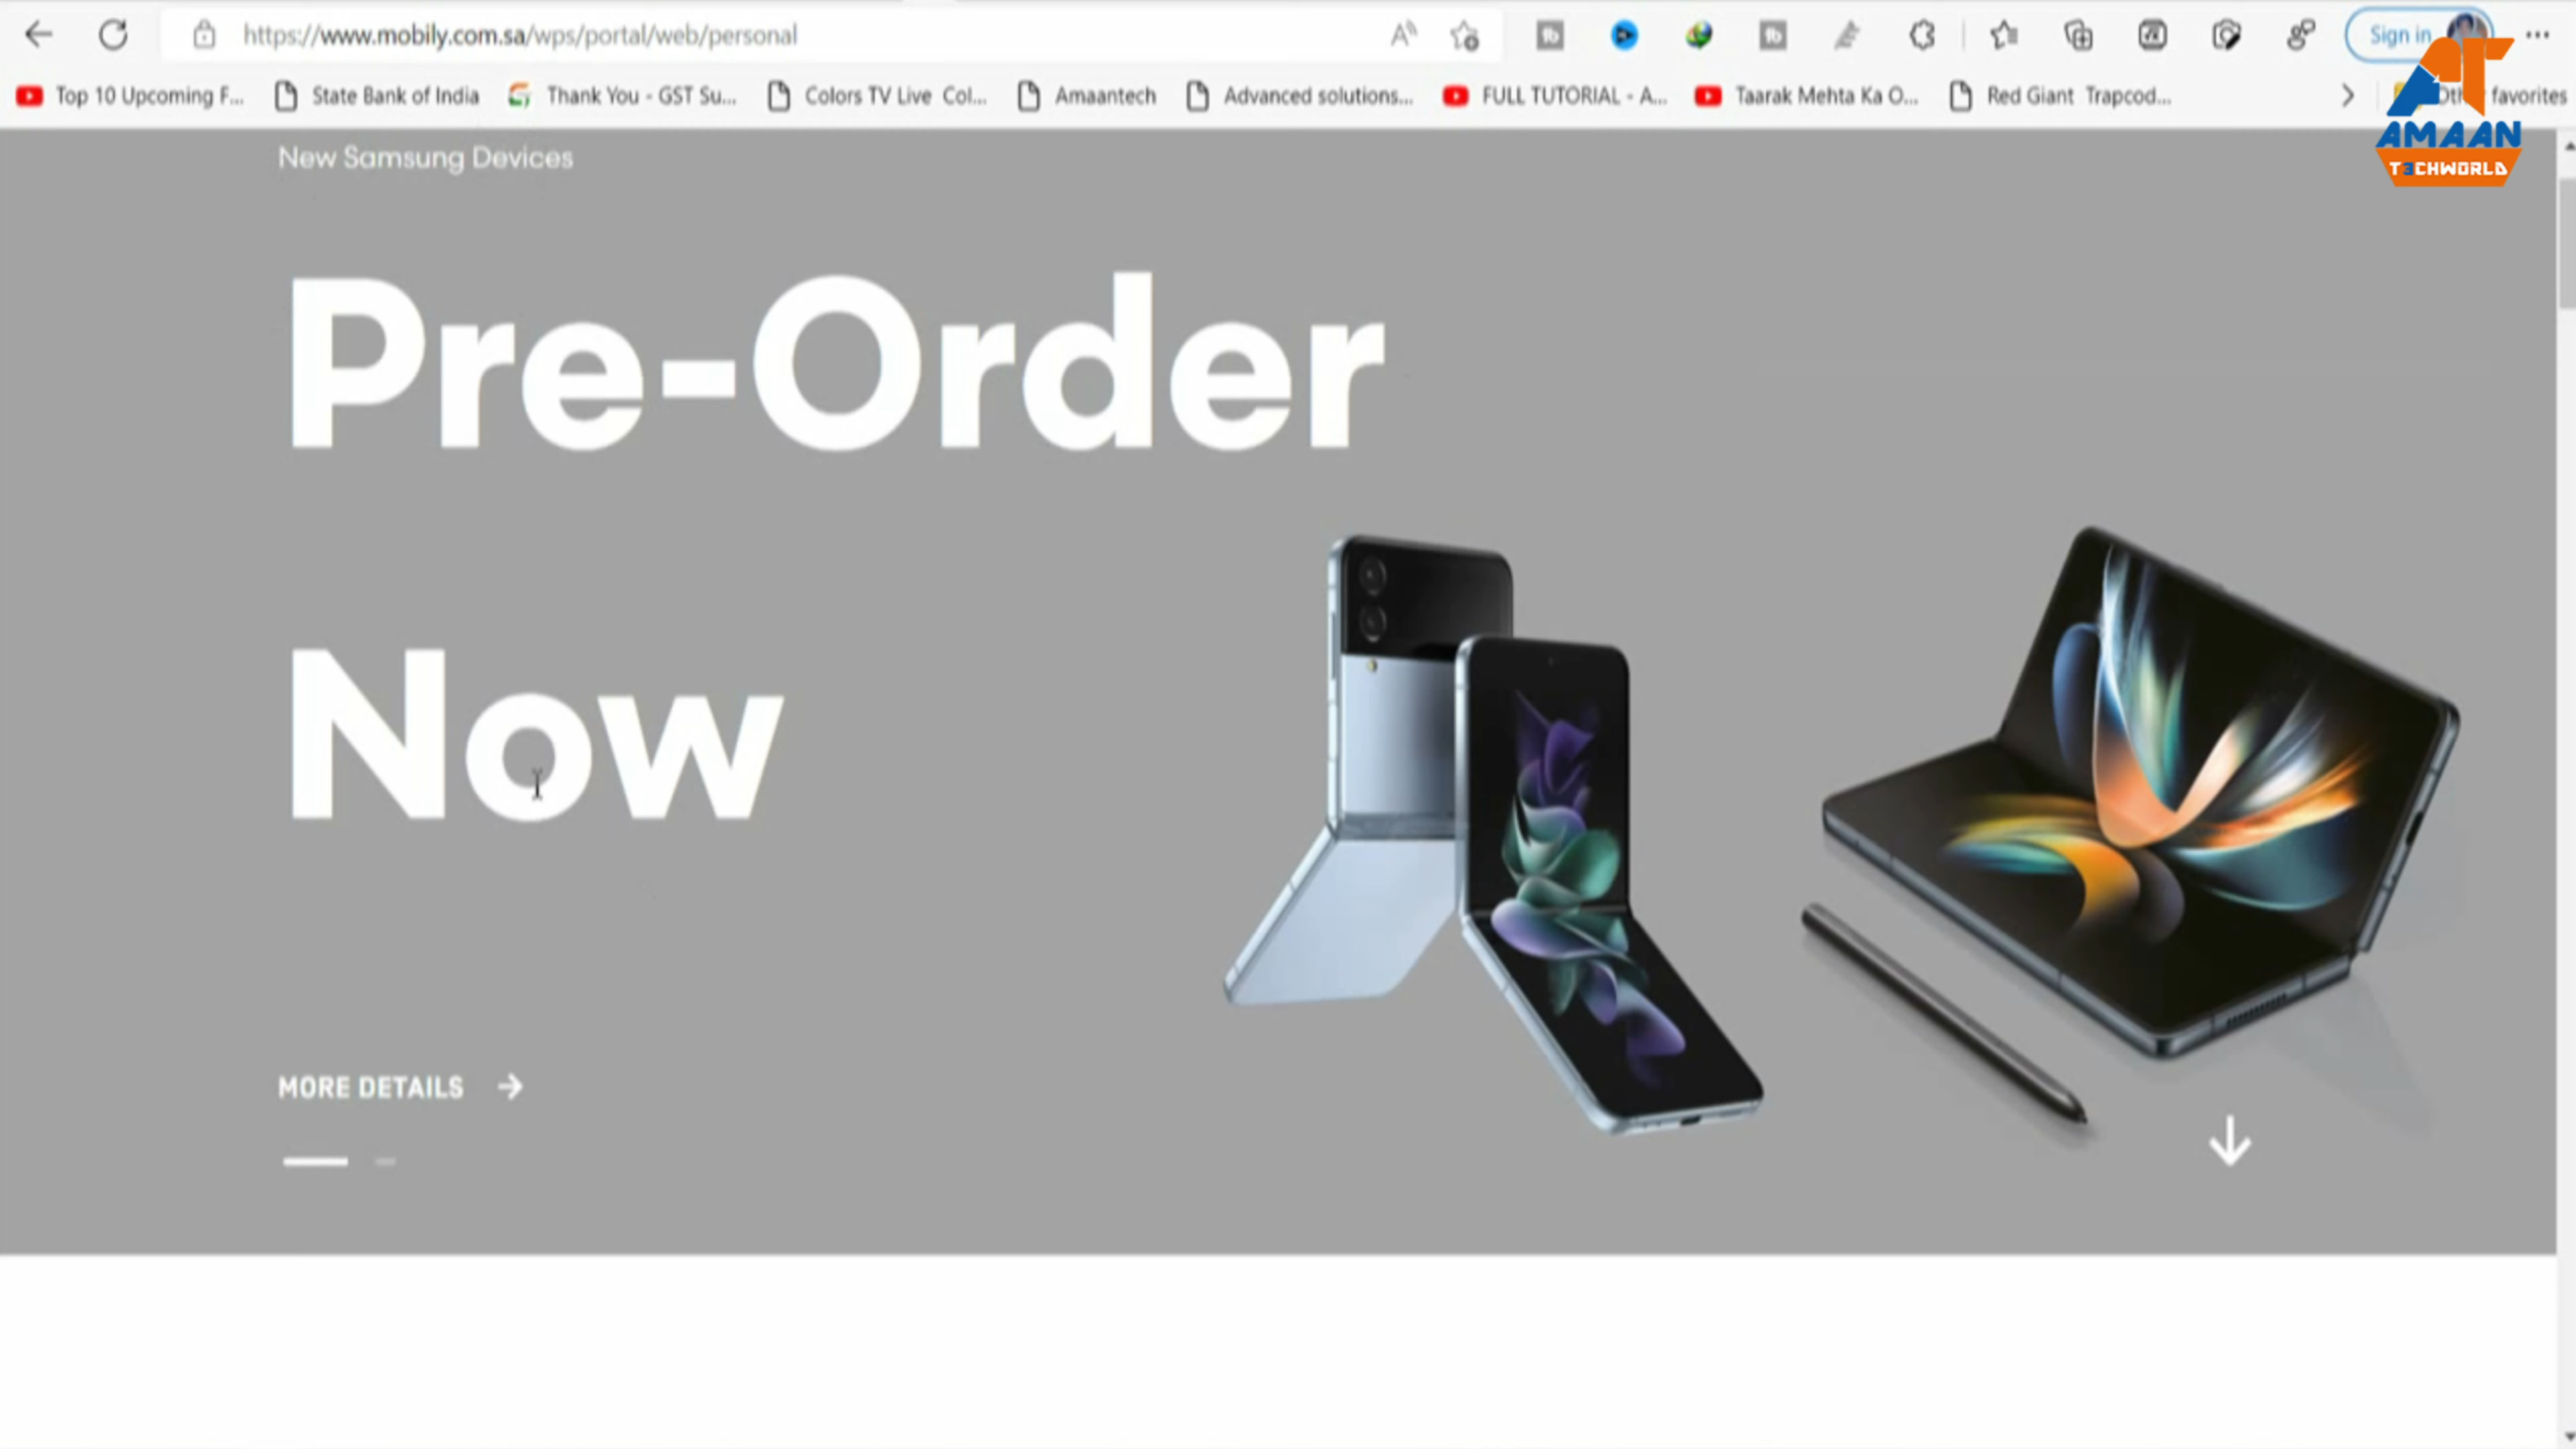 https://www.mobily.com.sa/wps/portal/web/personal
Sign in
Top 10 Upcoming F...
State Bank of India
Thank You - GST Su...
Colors TV Live Col...
Amaantech
Advanced solutions...
FULL TUTORIAL - A...
Taarak Mehta Ka O...
Red Giant Trapcod...
favorites
AT
AMAAN
T3CHWORLD
New Samsung Devices
Pre-Order
Now
MORE DETAILS